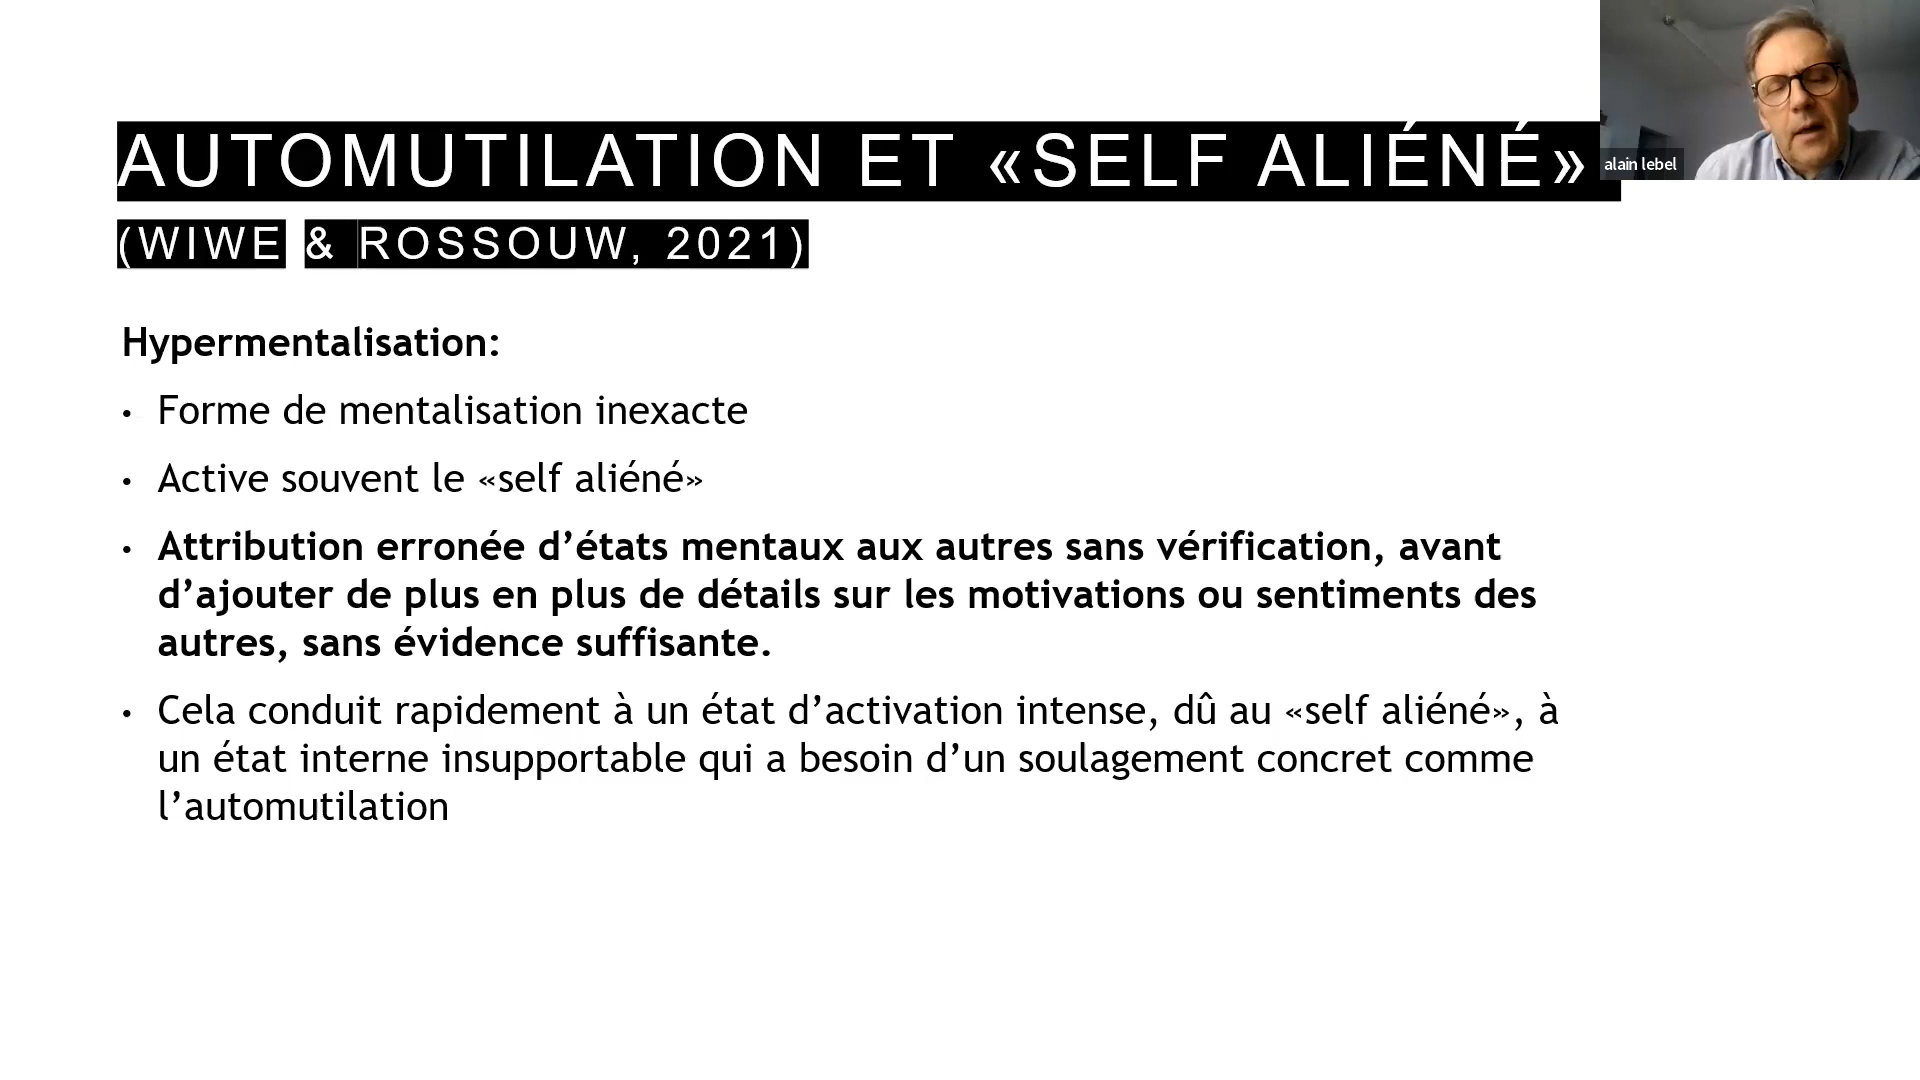 AUTOMUTILATION ET «SELF ALIÉNÉ»
alain lebel
(WIWE & ROSSOUW, 2021)
Hypermentalisation:
• Forme de mentalisation inexacte
• Active souvent le «self aliéné»
• Attribution erronée d’états mentaux aux autres sans vérification, avant
d’ajouter de plus en plus de détails sur les motivations ou sentiments des
autres, sans évidence suffisante.
• Cela conduit rapidement à un état d’activation intense, dû au «self aliéné», à
un état interne insupportable qui a besoin d’un soulagement concret comme
l’automutilation